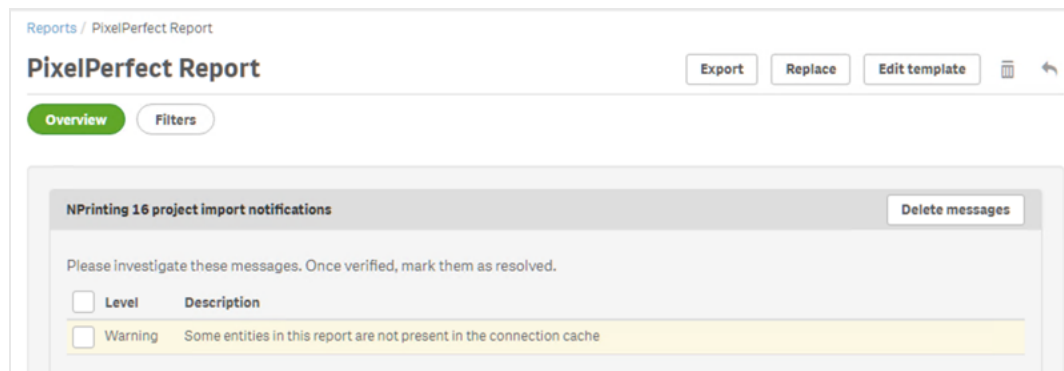 Reports / PixelPerfect Report
PixelPerfect Report Export Replace Edit template
Overview Filters
NPrinting 16 project import notifications Delete messages
Please investigate these messages. Once verified, mark them as resolved.
Level Description
Warning Some entities in this report are not present in the connection cache